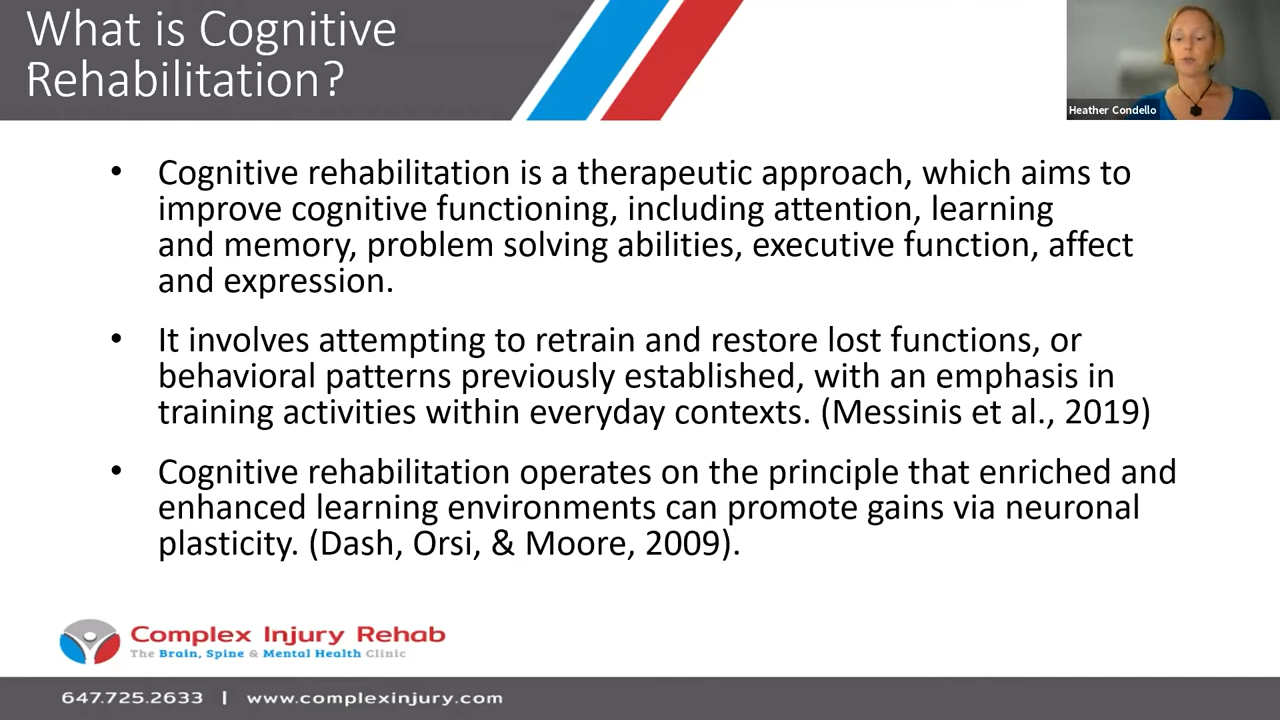 What is Cognitive
Rehabilitation?
Heather Condello
• Cognitive rehabilitation is a therapeutic approach, which aims to
improve cognitive functioning, including attention, learning
and memory, problem solving abilities, executive function, affect
and expression.
• It involves attempting to retrain and restore lost functions, or
behavioral patterns previously established, with an emphasis in
training activities within everyday contexts. (Messinis et al., 2019)
• Cognitive rehabilitation operates on the principle that enriched and
enhanced learning environments can promote gains via neuronal
plasticity. (Dash, Orsi, & Moore, 2009).
Complex Injury Rehab
The Brain, Spine & Mental Health Clinic
647.725.2633 | www.complexinjury.com